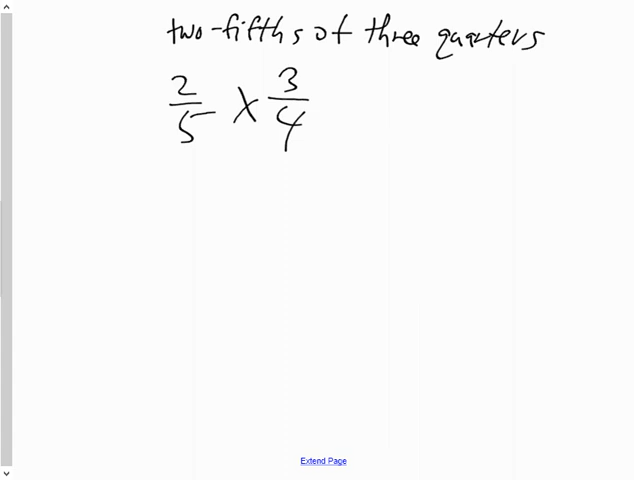 two-fifths of three quarters
2/5 × 3/4
Extend Page